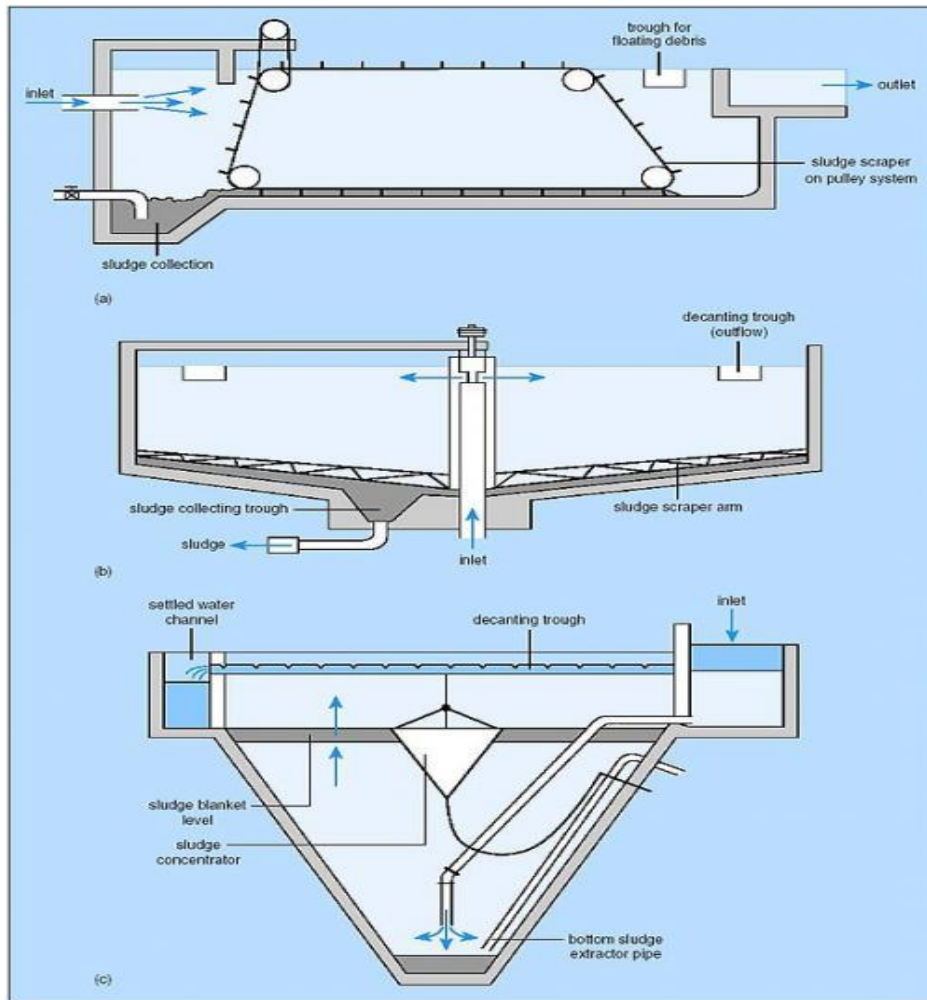 trough for
floating debris
inlet
outlet
sludge scraper
on pulley system
sludge collection
(a)
decanting trough
(outflow)
sludge collecting trough
sludge scraper arm
sludge
inlet
(b)
settled water
channel
decanting trough
inlet
sludge blanket
level
sludge
concentrator
bottom sludge
extractor pipe
(c)